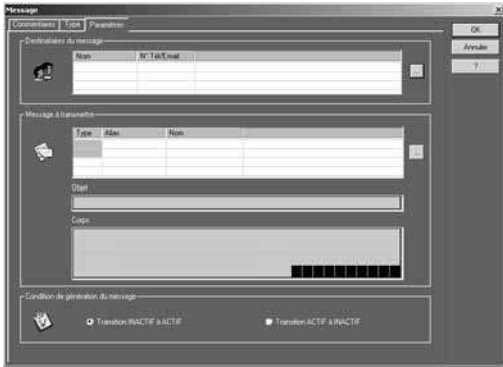 Message
Commentaires Type Paramètres
OK
Annuler
?
Destinataires du message
Nom N° Tél/Email
...
Message à transmettre
Type Alias Nom
...
Objet
Corps
Condition de génération du message
Transition INACTIF à ACTIF Transition ACTIF à INACTIF